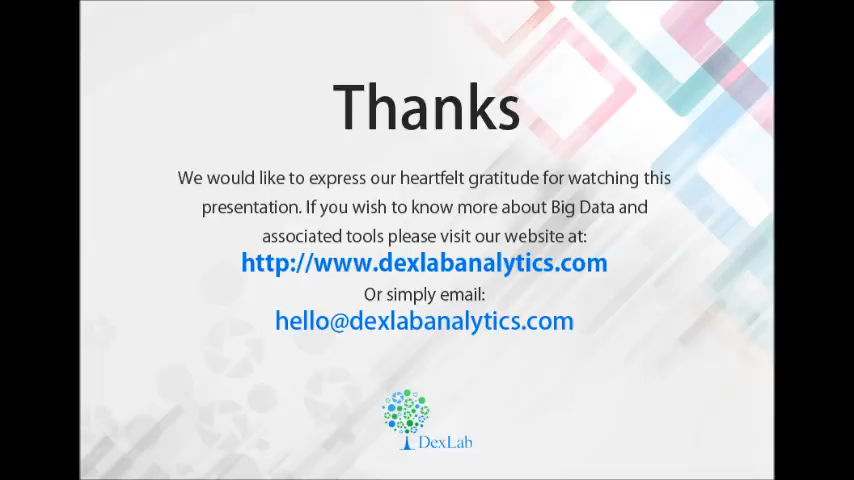 Thanks
We would like to express our heartfelt gratitude for watching this
presentation. If you wish to know more about Big Data and
associated tools please visit our website at:
http://www.dexlabanalytics.com
Or simply email:
hello@dexlabanalytics.com
DexLab